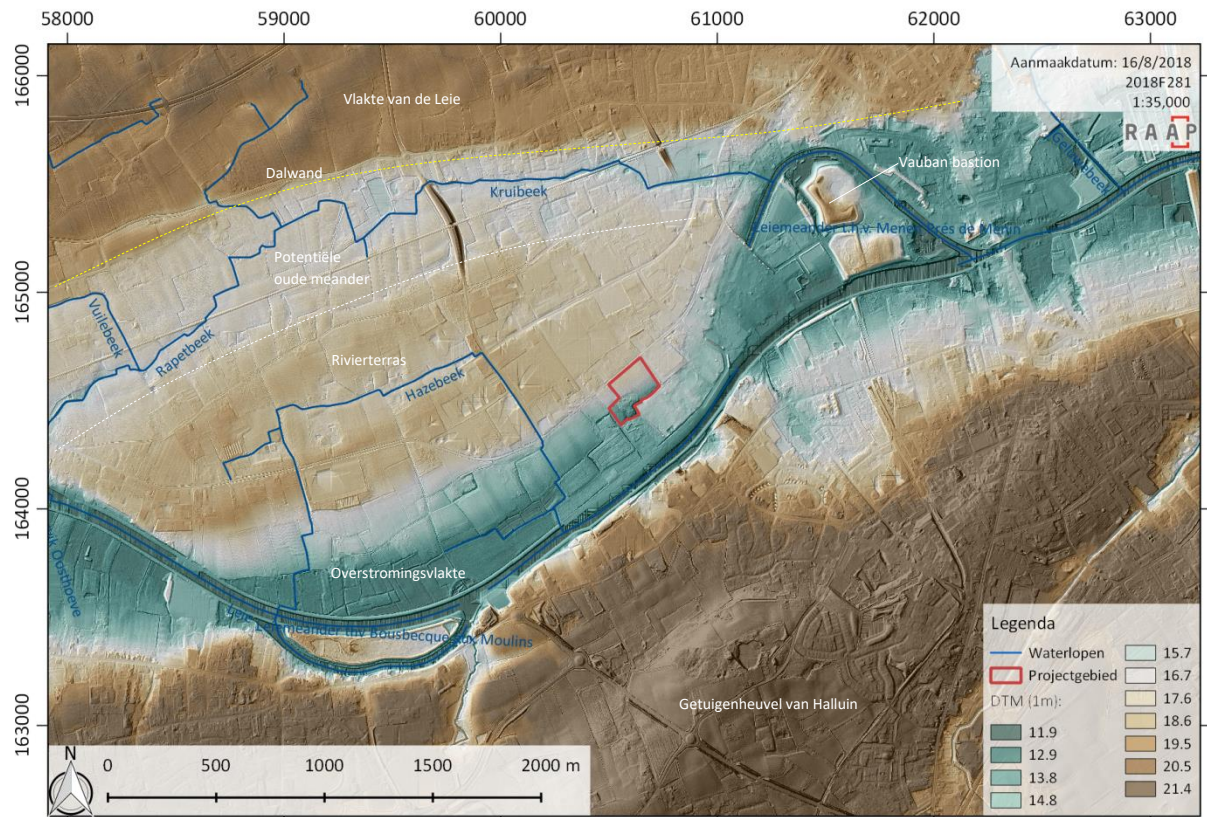 58000 59000 60000 61000 62000 63000
166000
165000
164000
163000
Aanmaakdatum: 16/8/2018
2018F281
1:35,000
RAAP
Vlakte van de Leie
Vauban bastion
Dalwand
Kruibeek
Potentiële
oude meander
Vuilebeek
Rapetbeek
Rivierterras
Hazebeek
Overstromingsvlakte
Oosthoeve
Getuigenheuvel van Halluin
N
0 500 1000 1500 2000 m
Legenda
Waterlopen
Projectgebied
DTM (1m):
11.9
12.9
13.8
14.8
15.7
16.7
17.6
18.6
19.5
20.5
21.4